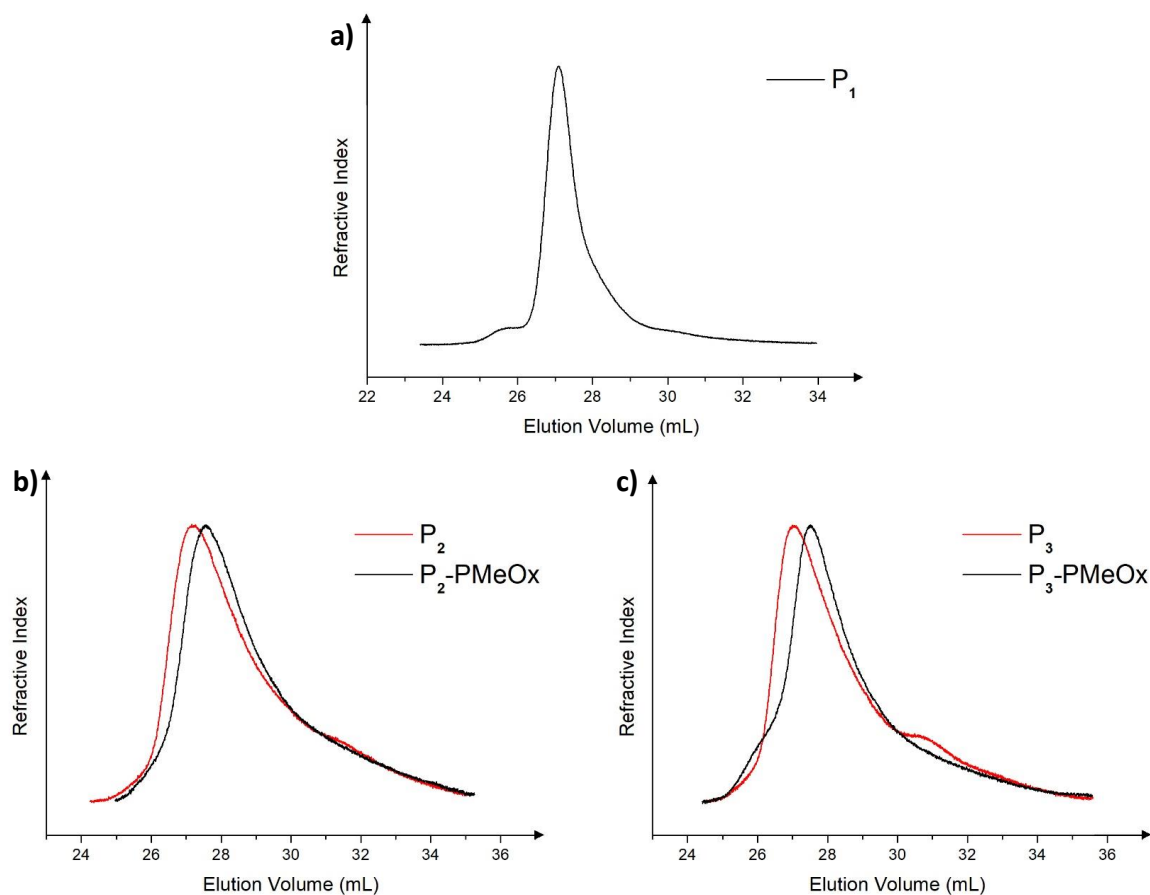 a)
P1
Refractive Index
22 24 26 28 30 32 34
Elution Volume (mL)
b)
P2
P2-PMeOx
Refractive Index
24 26 28 30 32 34 36
Elution Volume (mL)
c)
P3
P3-PMeOx
Refractive Index
24 26 28 30 32 34 36
Elution Volume (mL)